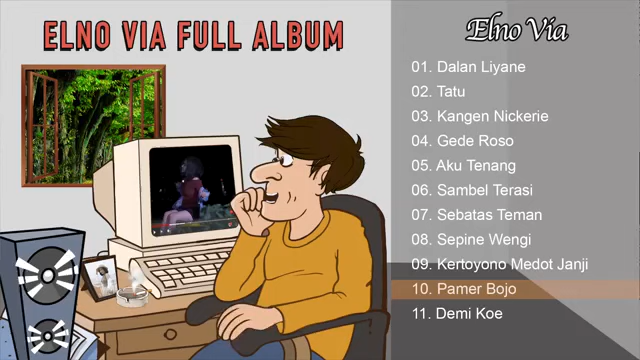 ELNO VIA FULL ALBUM
Elno Via
01. Dalan Liyane
02. Tatu
03. Kangen Nickerie
04. Gede Roso
05. Aku Tenang
06. Sambel Terasi
07. Sebatas Teman
08. Sepine Wengi
09. Kertoyono Medot Janji
10. Pamer Bojo
11. Demi Koe